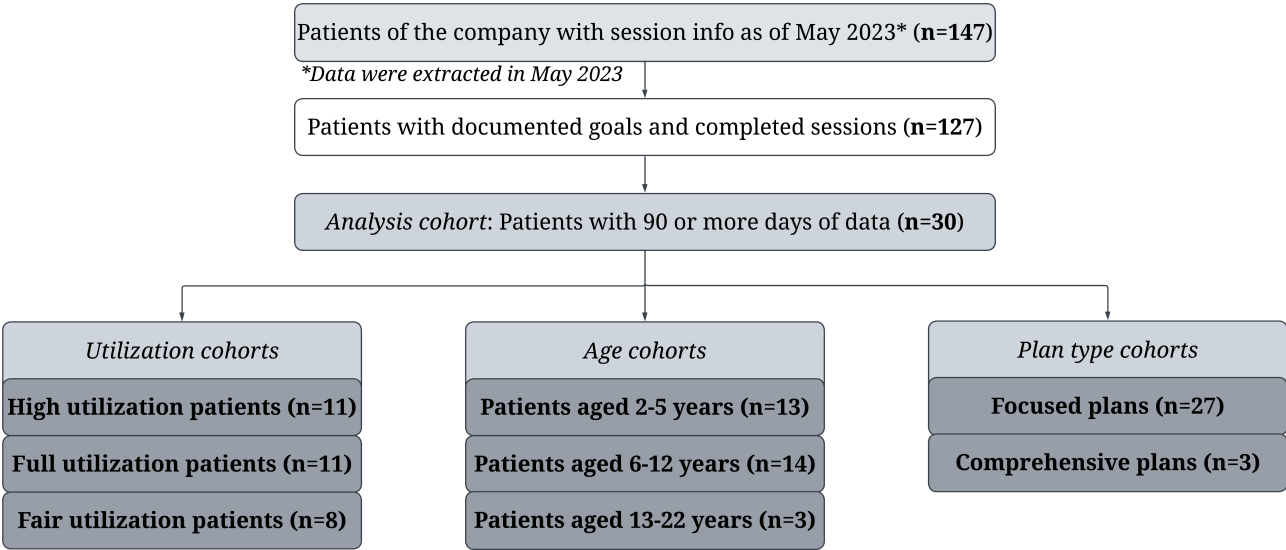 Patients of the company with session info as of May 2023* (n=147)
*Data were extracted in May 2023
Patients with documented goals and completed sessions (n=127)
Analysis cohort: Patients with 90 or more days of data (n=30)
Utilization cohorts
High utilization patients (n=11)
Full utilization patients (n=11)
Fair utilization patients (n=8)
Age cohorts
Patients aged 2-5 years (n=13)
Patients aged 6-12 years (n=14)
Patients aged 13-22 years (n=3)
Plan type cohorts
Focused plans (n=27)
Comprehensive plans (n=3)